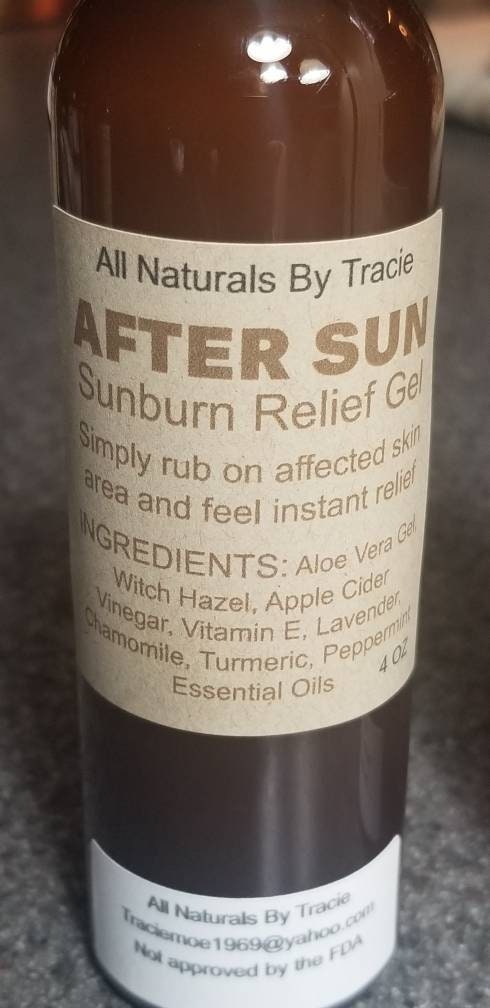 All Naturals By Tracie
AFTER SUN
Sunburn Relief Gel
Simply rub on affected skin
area and feel instant relief
INGREDIENTS: Aloe Vera Gel,
Witch Hazel, Apple Cider
Vinegar, Vitamin E, Lavender,
Chamomile, Turmeric, Peppermint
Essential Oils
4 OZ
All Naturals By Tracie
Traciemoe1969@yahoo.com
Not approved by the FDA